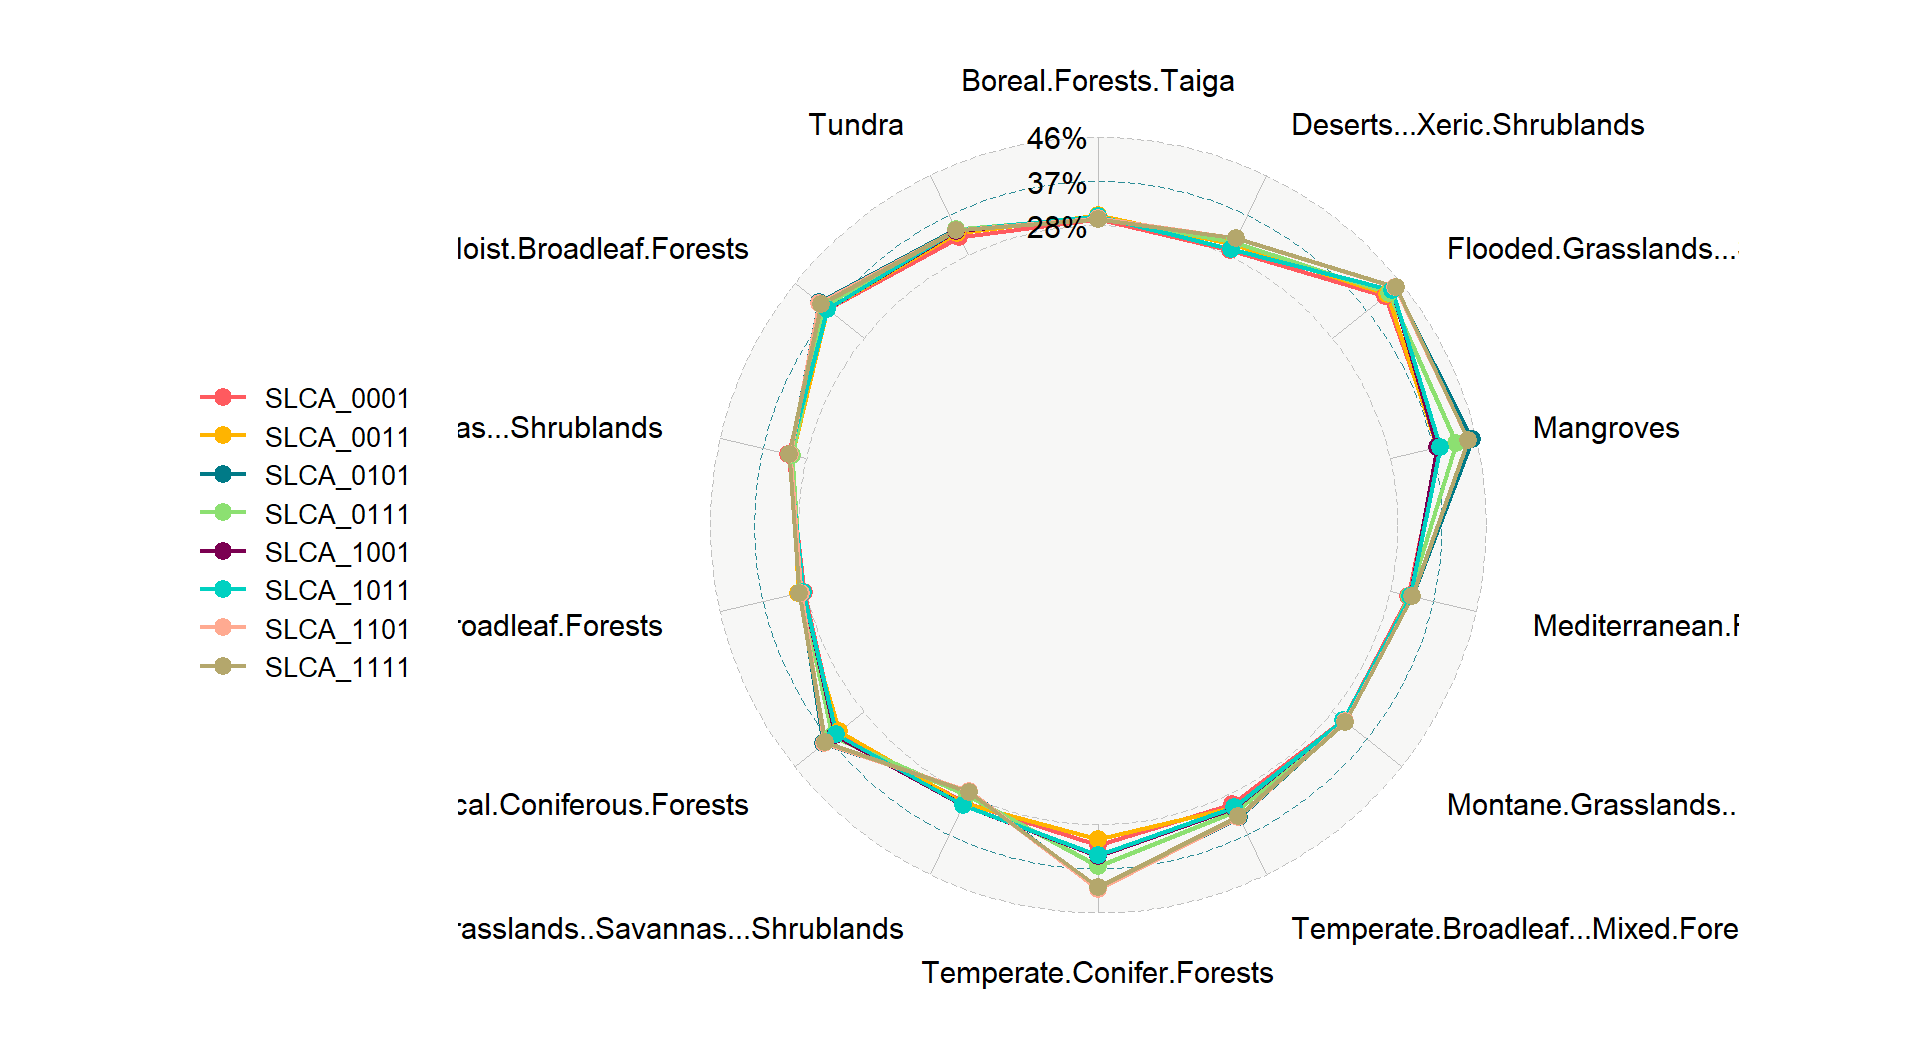 Boreal.Forests.Taiga
Tundra
Deserts...Xeric.Shrublands
46%
37%
28%
loist.Broadleaf.Forests
Flooded.Grasslands...
as...Shrublands
Mangroves
SLCA_0001
SLCA_0011
SLCA_0101
SLCA_0111
SLCA_1001
SLCA_1011
SLCA_1101
SLCA_1111
roadleaf.Forests
Mediterranean.F
cal.Coniferous.Forests
Montane.Grasslands..
rasslands..Savannas...Shrublands
Temperate.Broadleaf...Mixed.Fore
Temperate.Conifer.Forests